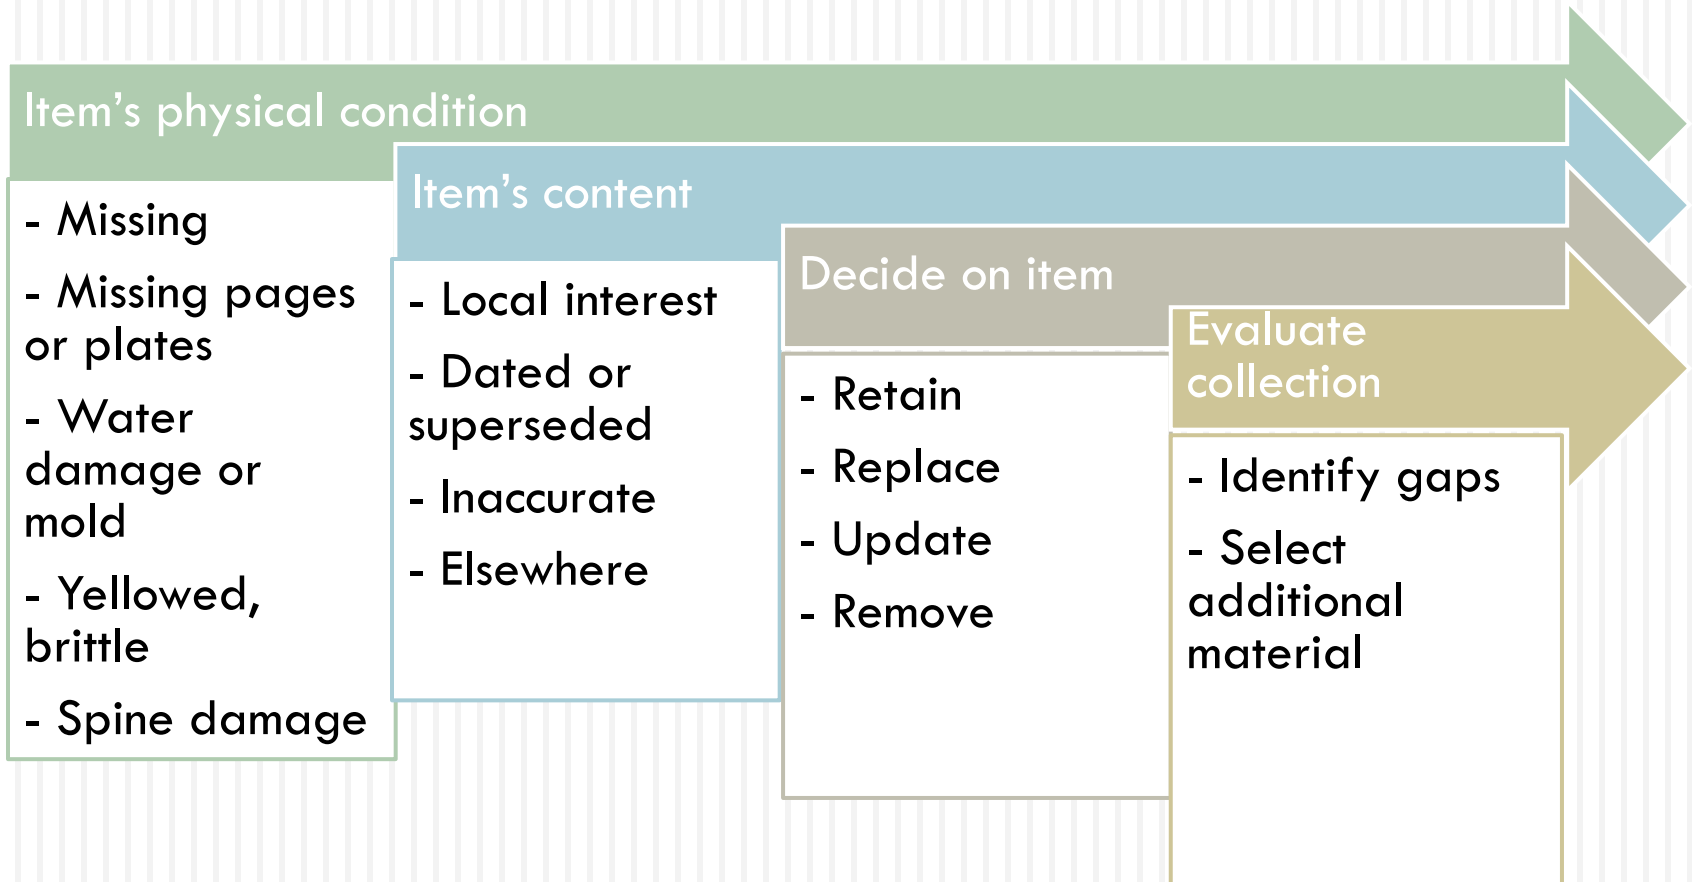 Item’s physical condition
- Missing
- Missing pages
or plates
- Water
damage or
mold
- Yellowed,
brittle
- Spine damage
Item’s content
- Local interest
- Dated or
superseded
- Inaccurate
- Elsewhere
Decide on item
- Retain
- Replace
- Update
- Remove
Evaluate
collection
- Identify gaps
- Select
additional
material